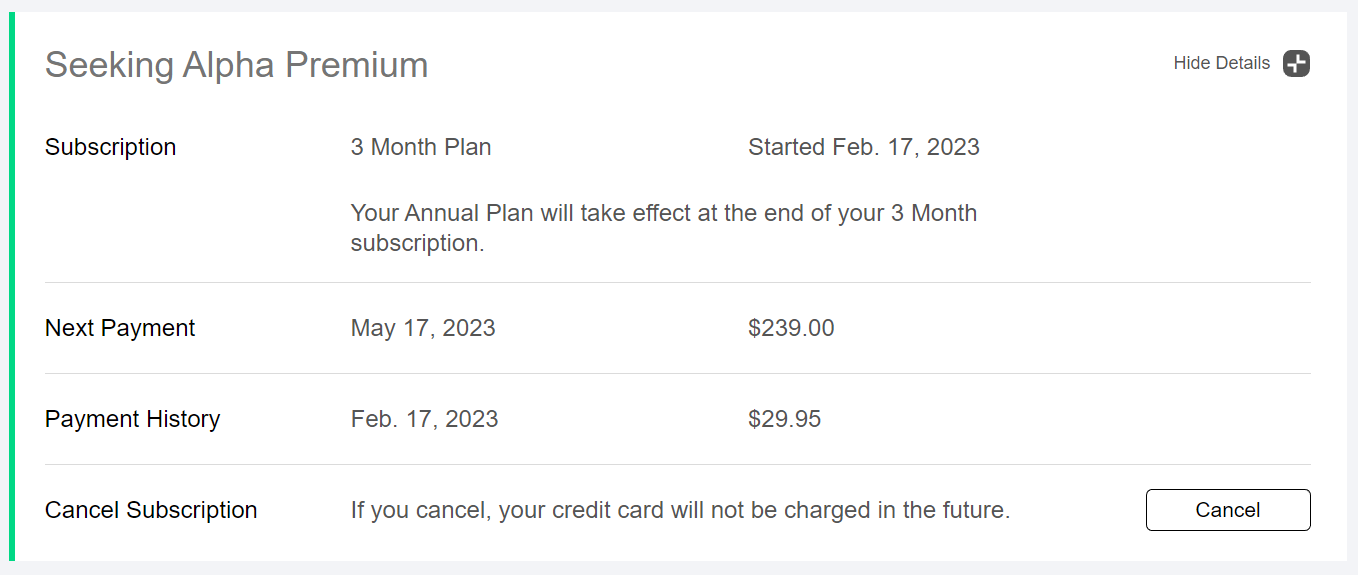 Seeking Alpha Premium
Hide Details
Subscription
3 Month Plan
Started Feb. 17, 2023
Your Annual Plan will take effect at the end of your 3 Month
subscription.
Next Payment
May 17, 2023
$239.00
Payment History
Feb. 17, 2023
$29.95
Cancel Subscription
If you cancel, your credit card will not be charged in the future.
Cancel